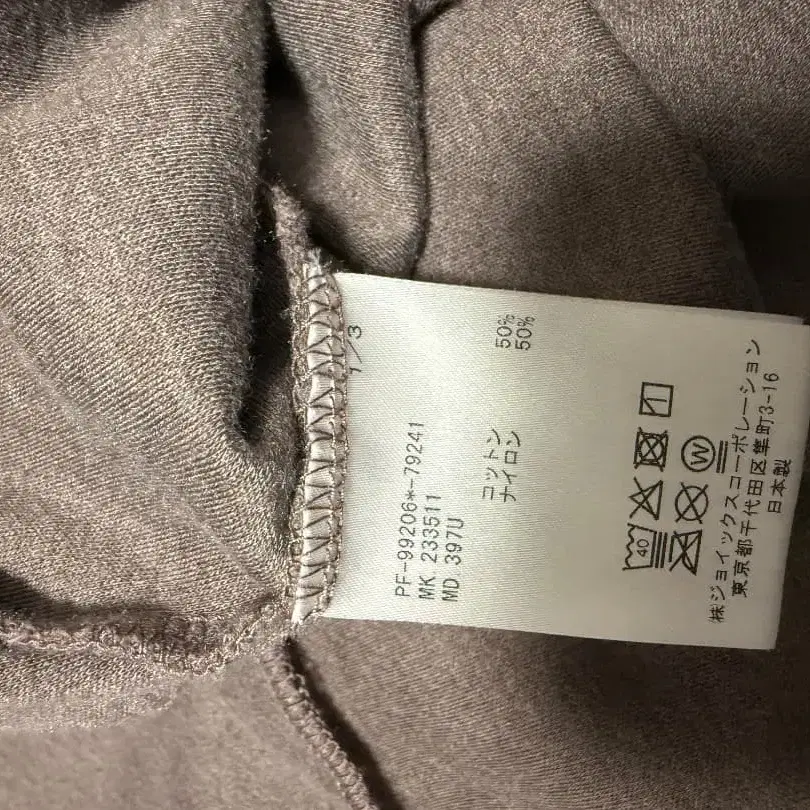 1/3
PF-99206*-79241
MK 233511
MD 397U
コットン 50%
ナイロン 50%
40
W
㈱ジョイックスコーポレーション
東京都千代田区隼町3-16
日本製